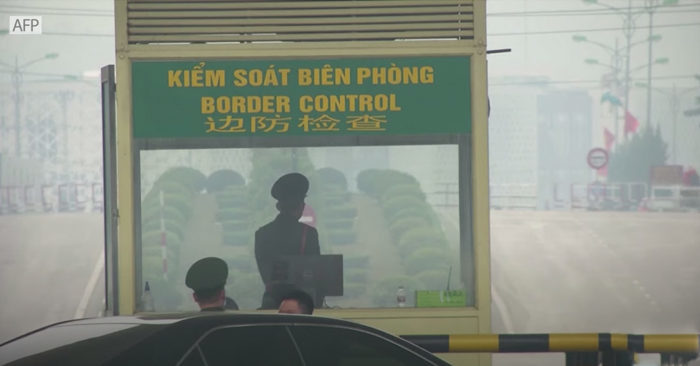 AFP
KIỂM SOÁT BIÊN PHÒNG
BORDER CONTROL
边防检查